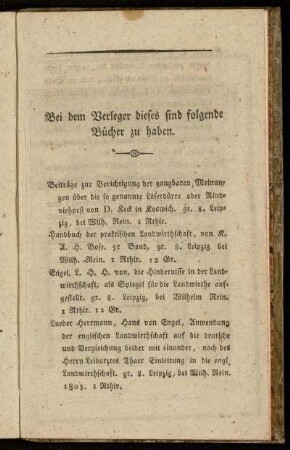 Bei dem Verleger dieses sind folgende
Bücher zu haben.
Beiträge zur Berichtigung der gangbaren Meinun-
gen über die so genannte Löserdürre oder Rind-
viehpest von D. Keck in Koswich. gr. 8. Leip-
zig, bei Wilh. Rein. 1 Rthlr.
Handbuch der praktischen Landwirthschaft, von K.
A. H. Bose. 5r Band, gr. 8. Leipzig bei
Wilh. Rein. 1 Rthlr. 12 Gr.
Engel, L. H. H. von, die Hindernisse in der Land-
wirthschaft, als Spiegel für die Landwirthe auf-
gestellt. gr 8. Leipzig, bei Wilhelm Rein.
1 Rthlr. 12 Gr.
Lueder Herrmann, Hans von Engel, Anwendung
der englischen Landwirthschaft auf die deutsche
und Vergleichung beider mit einander, nach des
Herrn Leibarztes Thaer Einleitung in die engl.
Landwirthschaft. gr. 8. Leipzig, bei Wilh. Rein.
1803. 1 Rthlr.